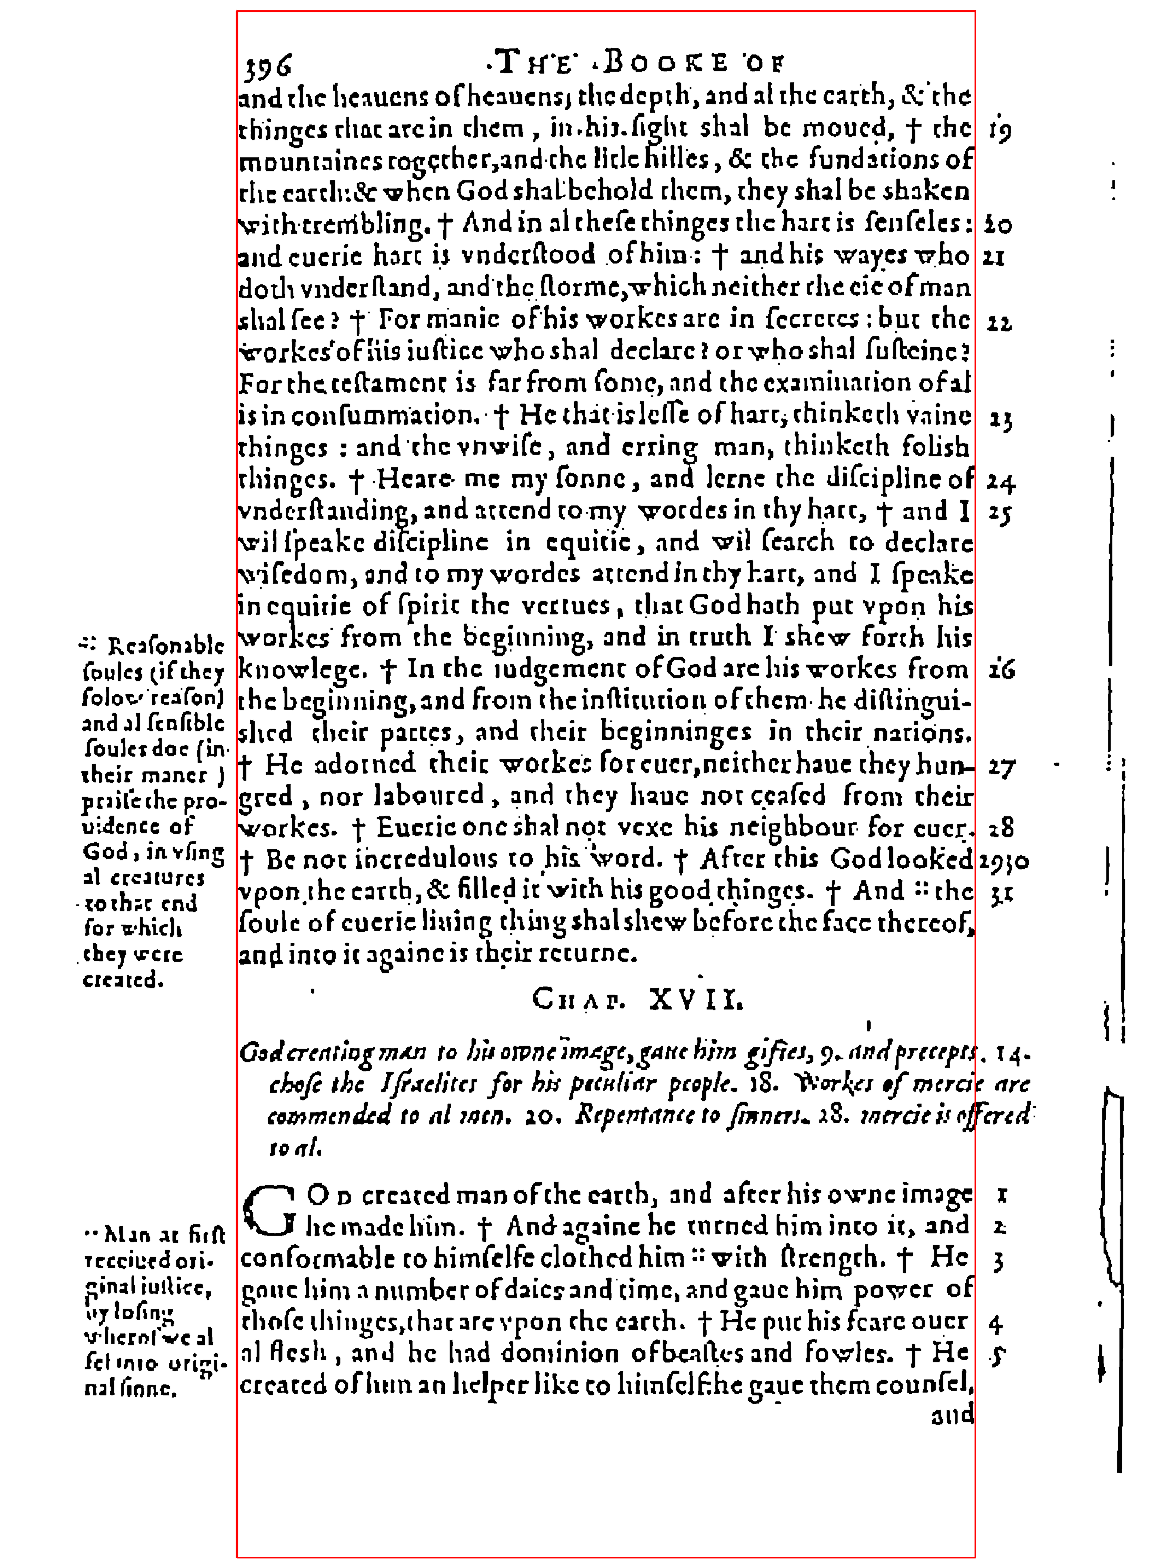 396 THE BOOKE OF
and the heauens of heauens, the depth, and al the earth, & the
thinges that are in them, in his sight shal be moued, † the 19
mountaines together, and the litle hilles, & the fundations of
the earth: & when God shal behold them, they shal be shaken
with trembling. † And in al these thinges the hart is senseles: 20
and euerie hart is vnderstood of him: † and his wayes who 21
doth vnderstand, and the storme, which neither the eie of man
shal see? † For manie of his workes are in secretes: but the 22
workes of his iustice who shal declare? or who shal susteine?
For the testament is far from some, and the examination of al
is in consummation. † He that is lesse of hart, thinketh vaine 23
thinges: and the vnwise, and erring man, thinketh folish
thinges. † Heare me my sonne, and lerne the discipline of 24
vnderstanding, and attend to my wordes in thy hart, † and I 25
wil speake discipline in equitie, and wil search to declare
wisedom, and to my wordes attend in thy hart, and I speake
in equitie of spirit the vertues, that God hath put vpon his
workes from the beginning, and in truth I shew forth his
knowlege. † In the iudgement of God are his workes from 26
the beginning, and from the institution of them he distingui-
shed their partes, and their beginninges in their nations.
† He adorned their workes for euer, neither haue they hun- 27
gred, nor laboured, and they haue not ceased from their
workes. † Euerie one shal not vexe his neighbour for euer. 28
† Be not incredulous to his word. † After this God looked 29 30
vpon the earth, & filled it with his good thinges. † And :: the 31
soule of euerie liuing thing shal shew before the face thereof,
and into it againe is their returne.
:: Reasonable
soules (if they
folow reason)
and al sensible
soules doe (in
their maner)
praise the pro-
uidence of
God, in vsing
al creatures
to that end
for which
they were
created.
CHAP. XVII.
God creating man to his owne image, gaue him giftes, 9. and precepts. 14.
chose the Israelites for his peculiar people. 18. Workes of mercie are
commended to al men. 20. Repentance to sinners. 28. mercie is offered
to al.
GOD created man of the earth, and after his owne image 1
he made him. † And againe he turned him into it, and 2
conformable to himselfe clothed him :: with strength. † He 3
gaue him a number of daies and time, and gaue him power of
those thinges, that are vpon the earth. † He put his feare ouer 4
al flesh, and he had dominion of beastes and fowles. † He 5
created of him an helper like to himself: he gaue them counsel,
and
:: Man at first
receiued ori-
ginal iustice,
by losing
wherof we al
fel into origi-
nal sinne.